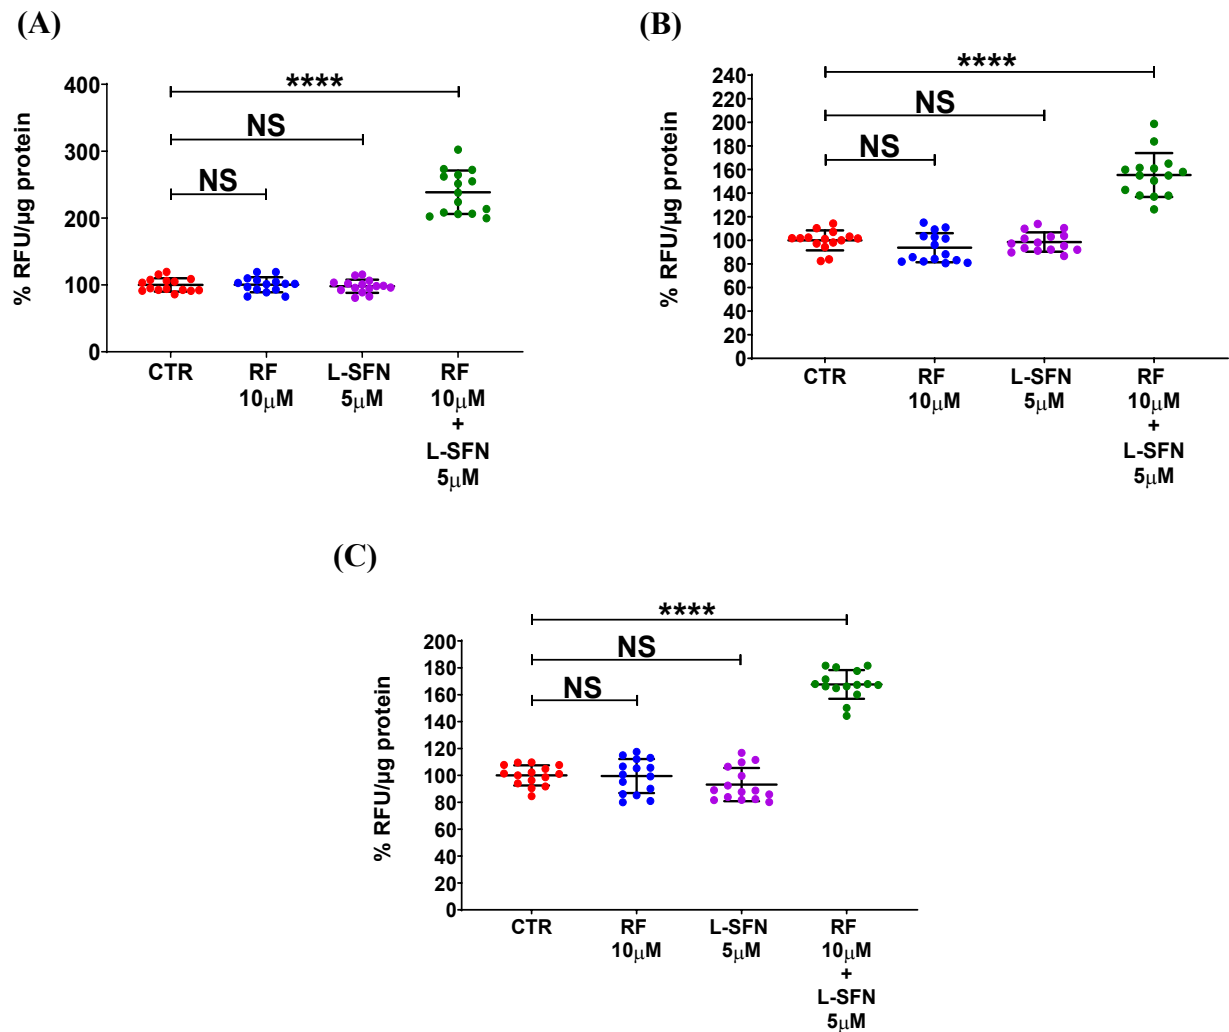 (A)
% RFU/µg protein
400
300
200
100
0
****
NS
NS
CTR
RF
10µM
L-SFN
5µM
RF
10µM
+
L-SFN
5µM
(B)
% RFU/µg protein
240
220
200
180
160
140
120
100
80
60
40
20
0
****
NS
NS
CTR
RF
10µM
L-SFN
5µM
RF
10µM
+
L-SFN
5µM
(C)
% RFU/µg protein
200
180
160
140
120
100
80
60
40
20
0
****
NS
NS
CTR
RF
10µM
L-SFN
5µM
RF
10µM
+
L-SFN
5µM